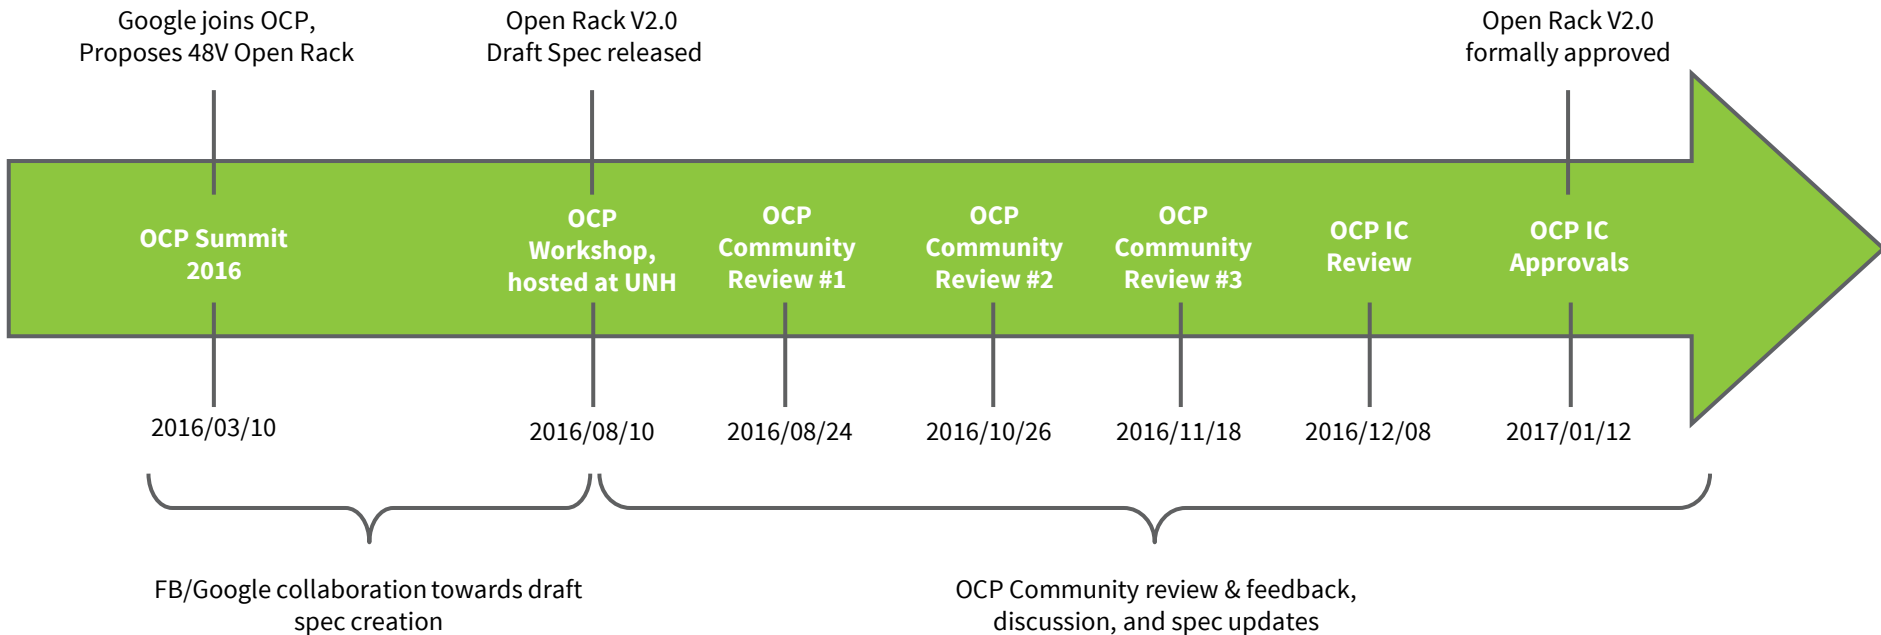 Google joins OCP,
Proposes 48V Open Rack
Open Rack V2.0
Draft Spec released
Open Rack V2.0
formally approved
OCP Summit
2016
OCP
Workshop,
hosted at UNH
OCP
Community
Review #1
OCP
Community
Review #2
OCP
Community
Review #3
OCP IC
Review
OCP IC
Approvals
2016/03/10
2016/08/10
2016/08/24
2016/10/26
2016/11/18
2016/12/08
2017/01/12
FB/Google collaboration towards draft
spec creation
OCP Community review & feedback,
discussion, and spec updates